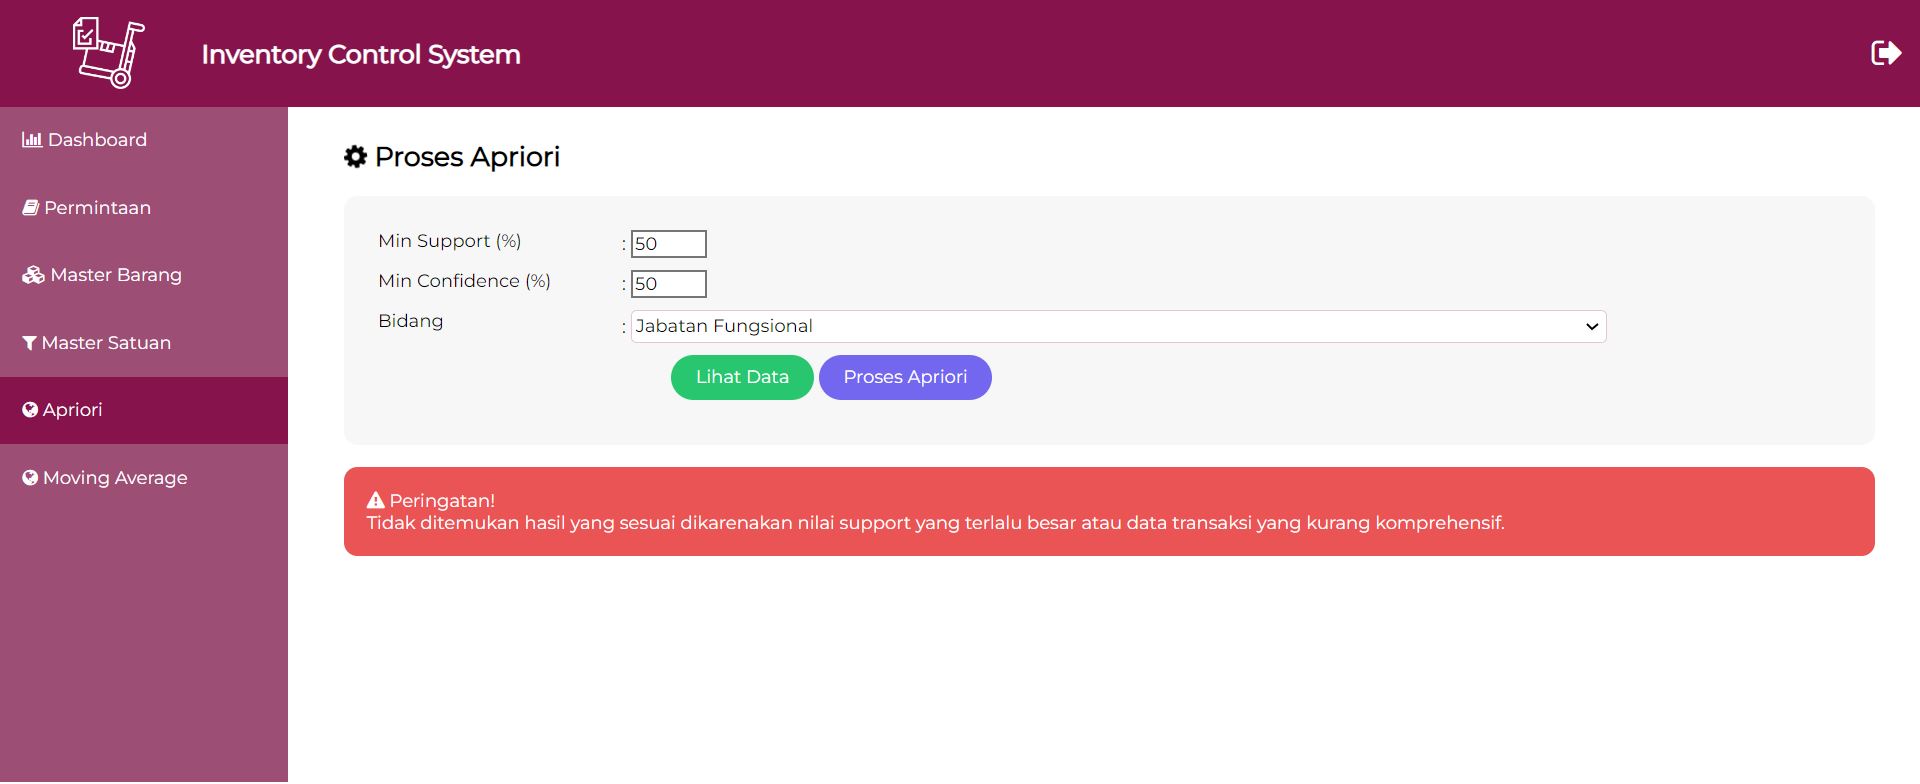 Inventory Control System
Dashboard
Permintaan
Master Barang
Master Satuan
Apriori
Moving Average
Proses Apriori
Min Support (%) : 50
Min Confidence (%) : 50
Bidang : Jabatan Fungsional
Lihat Data Proses Apriori
Peringatan!
Tidak ditemukan hasil yang sesuai dikarenakan nilai support yang terlalu besar atau data transaksi yang kurang komprehensif.